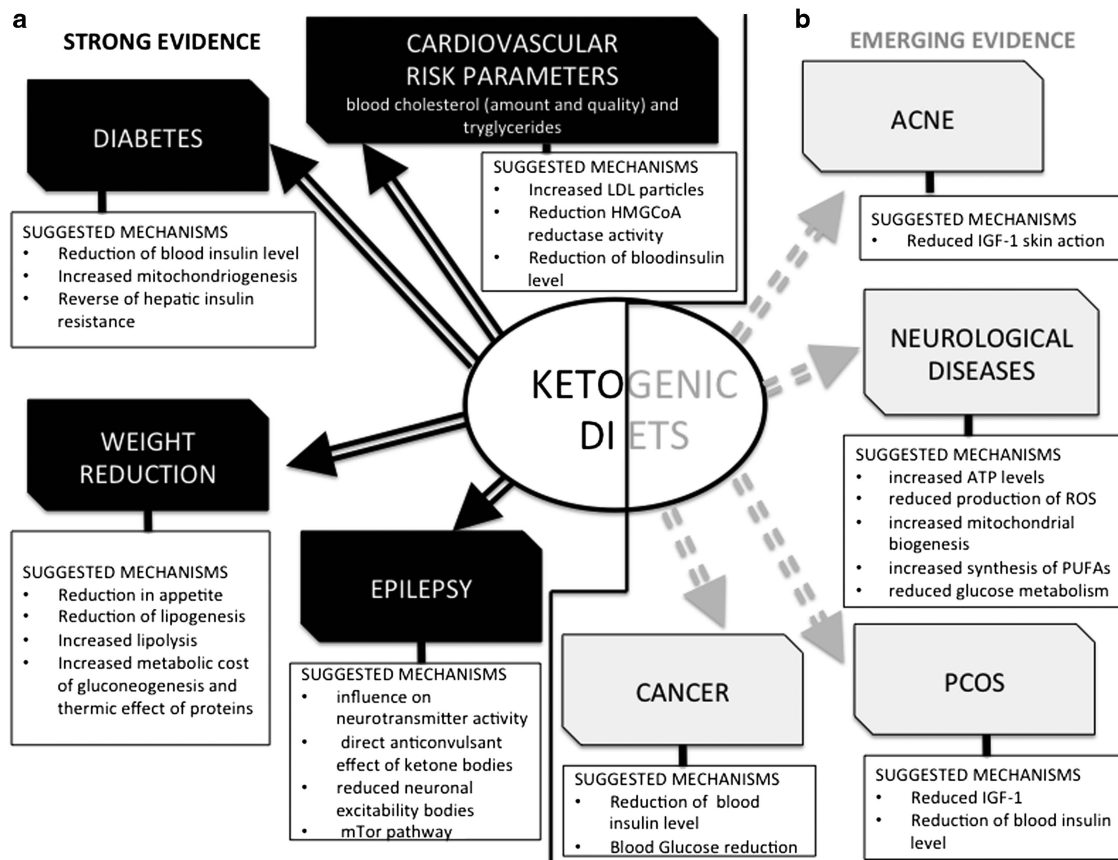 a
STRONG EVIDENCE
CARDIOVASCULAR
RISK PARAMETERS
blood cholesterol (amount and quality) and
tryglycerides
SUGGESTED MECHANISMS
• Increased LDL particles
• Reduction HMGCoA
reductase activity
• Reduction of bloodinsulin
level
DIABETES
SUGGESTED MECHANISMS
• Reduction of blood insulin level
• Increased mitochondriogenesis
• Reverse of hepatic insulin
resistance
KETOGENIC
DI ETS
WEIGHT
REDUCTION
SUGGESTED MECHANISMS
• Reduction in appetite
• Reduction of lipogenesis
• Increased lipolysis
• Increased metabolic cost
of gluconeogenesis and
thermic effect of proteins
EPILEPSY
SUGGESTED MECHANISMS
• influence on
neurotransmitter activity
• direct anticonvulsant
effect of ketone bodies
• reduced neuronal
excitability bodies
• mTor pathway
b
EMERGING EVIDENCE
ACNE
SUGGESTED MECHANISMS
• Reduced IGF-1 skin action
NEUROLOGICAL
DISEASES
SUGGESTED MECHANISMS
• increased ATP levels
• reduced production of ROS
• increased mitochondrial
biogenesis
• increased synthesis of PUFAs
• reduced glucose metabolism
CANCER
SUGGESTED MECHANISMS
• Reduction of blood
insulin level
• Blood Glucose reduction
PCOS
SUGGESTED MECHANISMS
• Reduced IGF-1
• Reduction of blood insulin
level